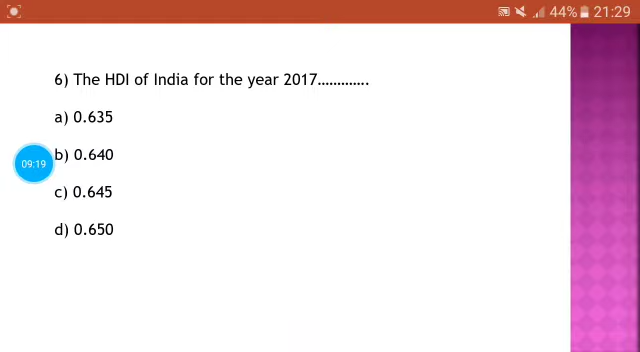 44% 21:29
6) The HDI of India for the year 2017.............
a) 0.635
09:19
b) 0.640
c) 0.645
d) 0.650